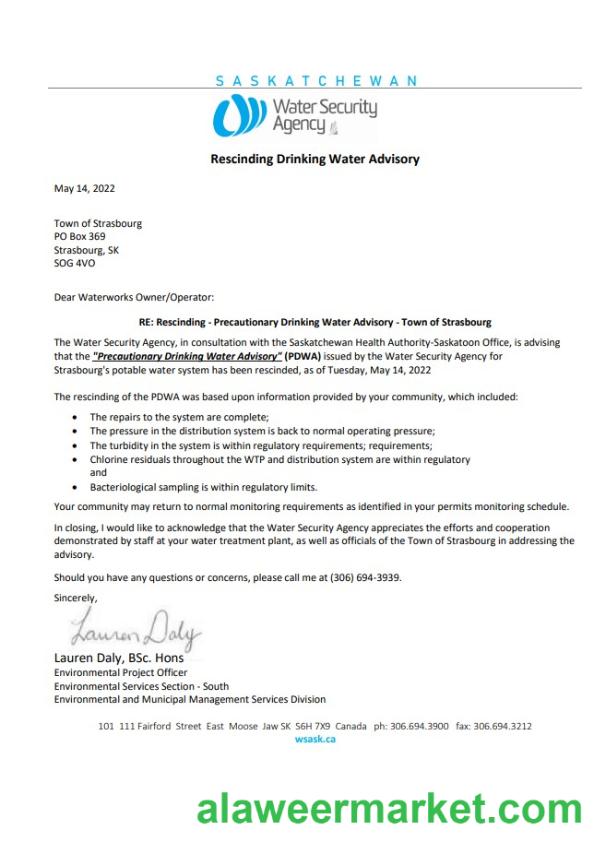 SASKATCHEWAN
Water Security
Agency
Rescinding Drinking Water Advisory
May 14, 2022
Town of Strasbourg
PO Box 369
Strasbourg, SK
SOG 4VO
Dear Waterworks Owner/Operator:
RE: Rescinding - Precautionary Drinking Water Advisory - Town of Strasbourg
The Water Security Agency, in consultation with the Saskatchewan Health Authority-Saskatoon Office, is advising
that the "Precautionary Drinking Water Advisory" (PDWA) issued by the Water Security Agency for
Strasbourg's potable water system has been rescinded, as of Tuesday, May 14, 2022
The rescinding of the PDWA was based upon information provided by your community, which included:
• The repairs to the system are complete;
• The pressure in the distribution system is back to normal operating pressure;
• The turbidity in the system is within regulatory requirements; requirements;
• Chlorine residuals throughout the WTP and distribution system are within regulatory
and
• Bacteriological sampling is within regulatory limits.
Your community may return to normal monitoring requirements as identified in your permits monitoring schedule.
In closing, I would like to acknowledge that the Water Security Agency appreciates the efforts and cooperation
demonstrated by staff at your water treatment plant, as well as officials of the Town of Strasbourg in addressing the
advisory.
Should you have any questions or concerns, please call me at (306) 694-3939.
Sincerely,
Lauren Daly
Lauren Daly, BSc. Hons
Environmental Project Officer
Environmental Services Section - South
Environmental and Municipal Management Services Division
101 111 Fairford Street East Moose Jaw SK S6H 7X9 Canada ph: 306.694.3900 fax: 306.694.3212
wsask.ca
alaweermarket.com